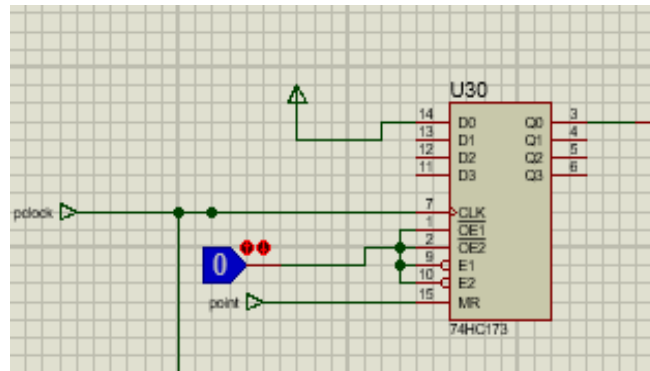 U30
14 D0 Q0 3
13 D1 Q1 4
12 D2 Q2 5
11 D3 Q3 6
pclock 7 CLK
1 OE1
0 2 OE2
9 E1
10 E2
point 15 MR
74HC173